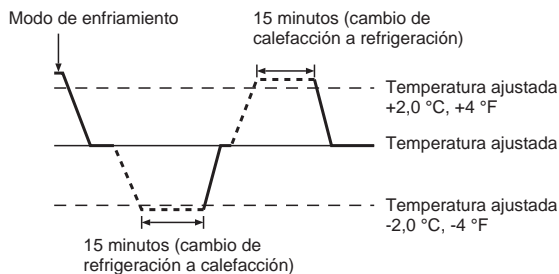 Modo de enfriamiento
15 minutos (cambio de
calefacción a refrigeración)
Temperatura ajustada
+2,0 °C, +4 °F
Temperatura ajustada
Temperatura ajustada
-2,0 °C, -4 °F
15 minutos (cambio de
refrigeración a calefacción)